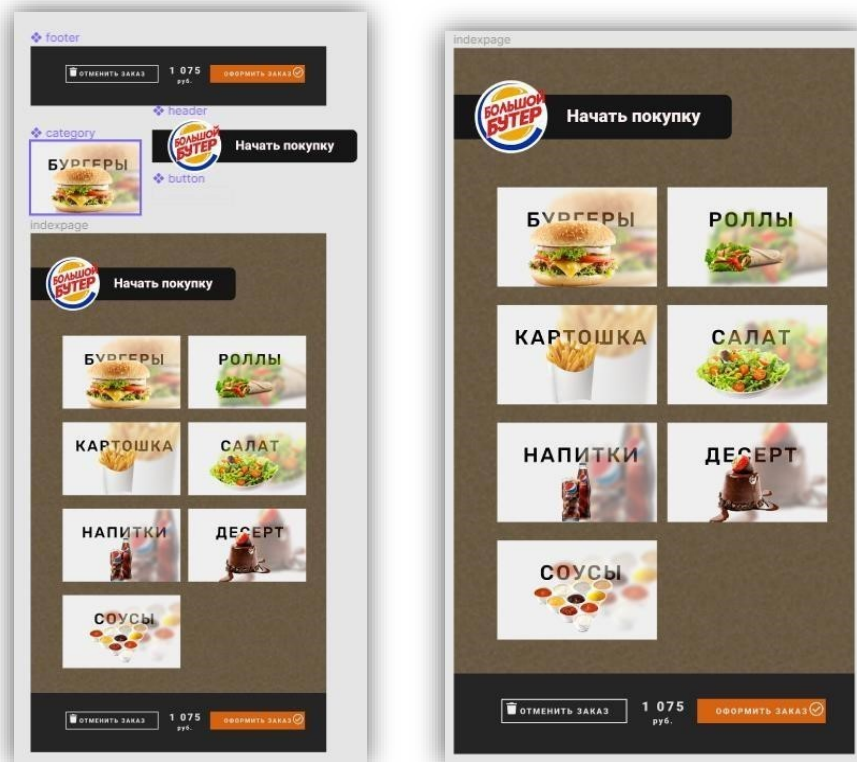 footer
ОТМЕНИТЬ ЗАКАЗ
1 075
руб.
ОФОРМИТЬ ЗАКАЗ
header
category
БОЛЬШОЙ
БУТЕР
Начать покупку
БУРГЕРЫ
button
indexpage
БОЛЬШОЙ
БУТЕР
Начать покупку
БУРГЕРЫ
РОЛЛЫ
КАРТОШКА
САЛАТ
НАПИТКИ
ДЕСЕРТ
СОУСЫ
ОТМЕНИТЬ ЗАКАЗ
1 075
руб.
ОФОРМИТЬ ЗАКАЗ
indexpage
БОЛЬШОЙ
БУТЕР
Начать покупку
БУРГЕРЫ
РОЛЛЫ
КАРТОШКА
САЛАТ
НАПИТКИ
ДЕСЕРТ
СОУСЫ
ОТМЕНИТЬ ЗАКАЗ
1 075
руб.
ОФОРМИТЬ ЗАКАЗ